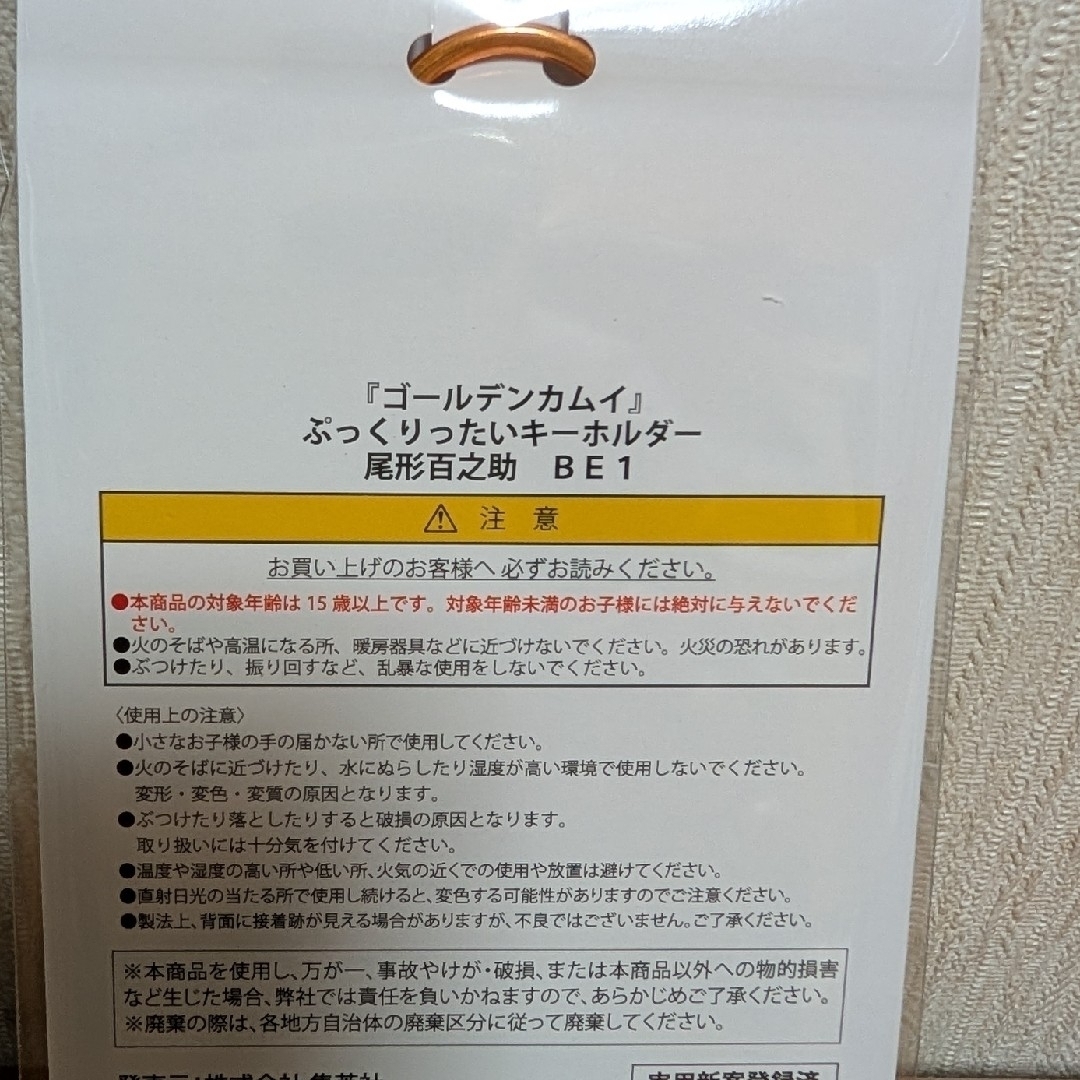 『ゴールデンカムイ』
ぷっくりったいキーホルダー
尾形百之助　ＢＥ１
⚠ 注 意
お買い上げのお客様へ 必ずお読みください。
●本商品の対象年齢は 15 歳以上です。対象年齢未満のお子様には絶対に与えないでくだ
さい。
●火のそばや高温になる所、暖房器具などに近づけないでください。火災の恐れがあります。
●ぶつけたり、振り回すなど、乱暴な使用をしないでください。
〈使用上の注意〉
●小さなお子様の手の届かない所で使用してください。
●火のそばに近づけたり、水にぬらしたり湿度が高い環境で使用しないでください。
変形・変色・変質の原因となります。
●ぶつけたり落としたりすると破損の原因となります。
取り扱いには十分気を付けてください。
●温度や湿度の高い所や低い所、火気の近くでの使用や放置は避けてください。
●直射日光の当たる所で使用し続けると、変色する可能性がありますのでご注意ください。
●製法上、背面に接着跡が見える場合がありますが、不良ではございません。ご了承ください。
※本商品を使用し、万が一、事故やけが・破損、または本商品以外への物的損害
など生じた場合、弊社では責任を負いかねますので、あらかじめご了承ください。
※廃棄の際は、各地方自治体の廃棄区分に従って廃棄してください。
発売元：株式会社 集英社
実用新案登録済